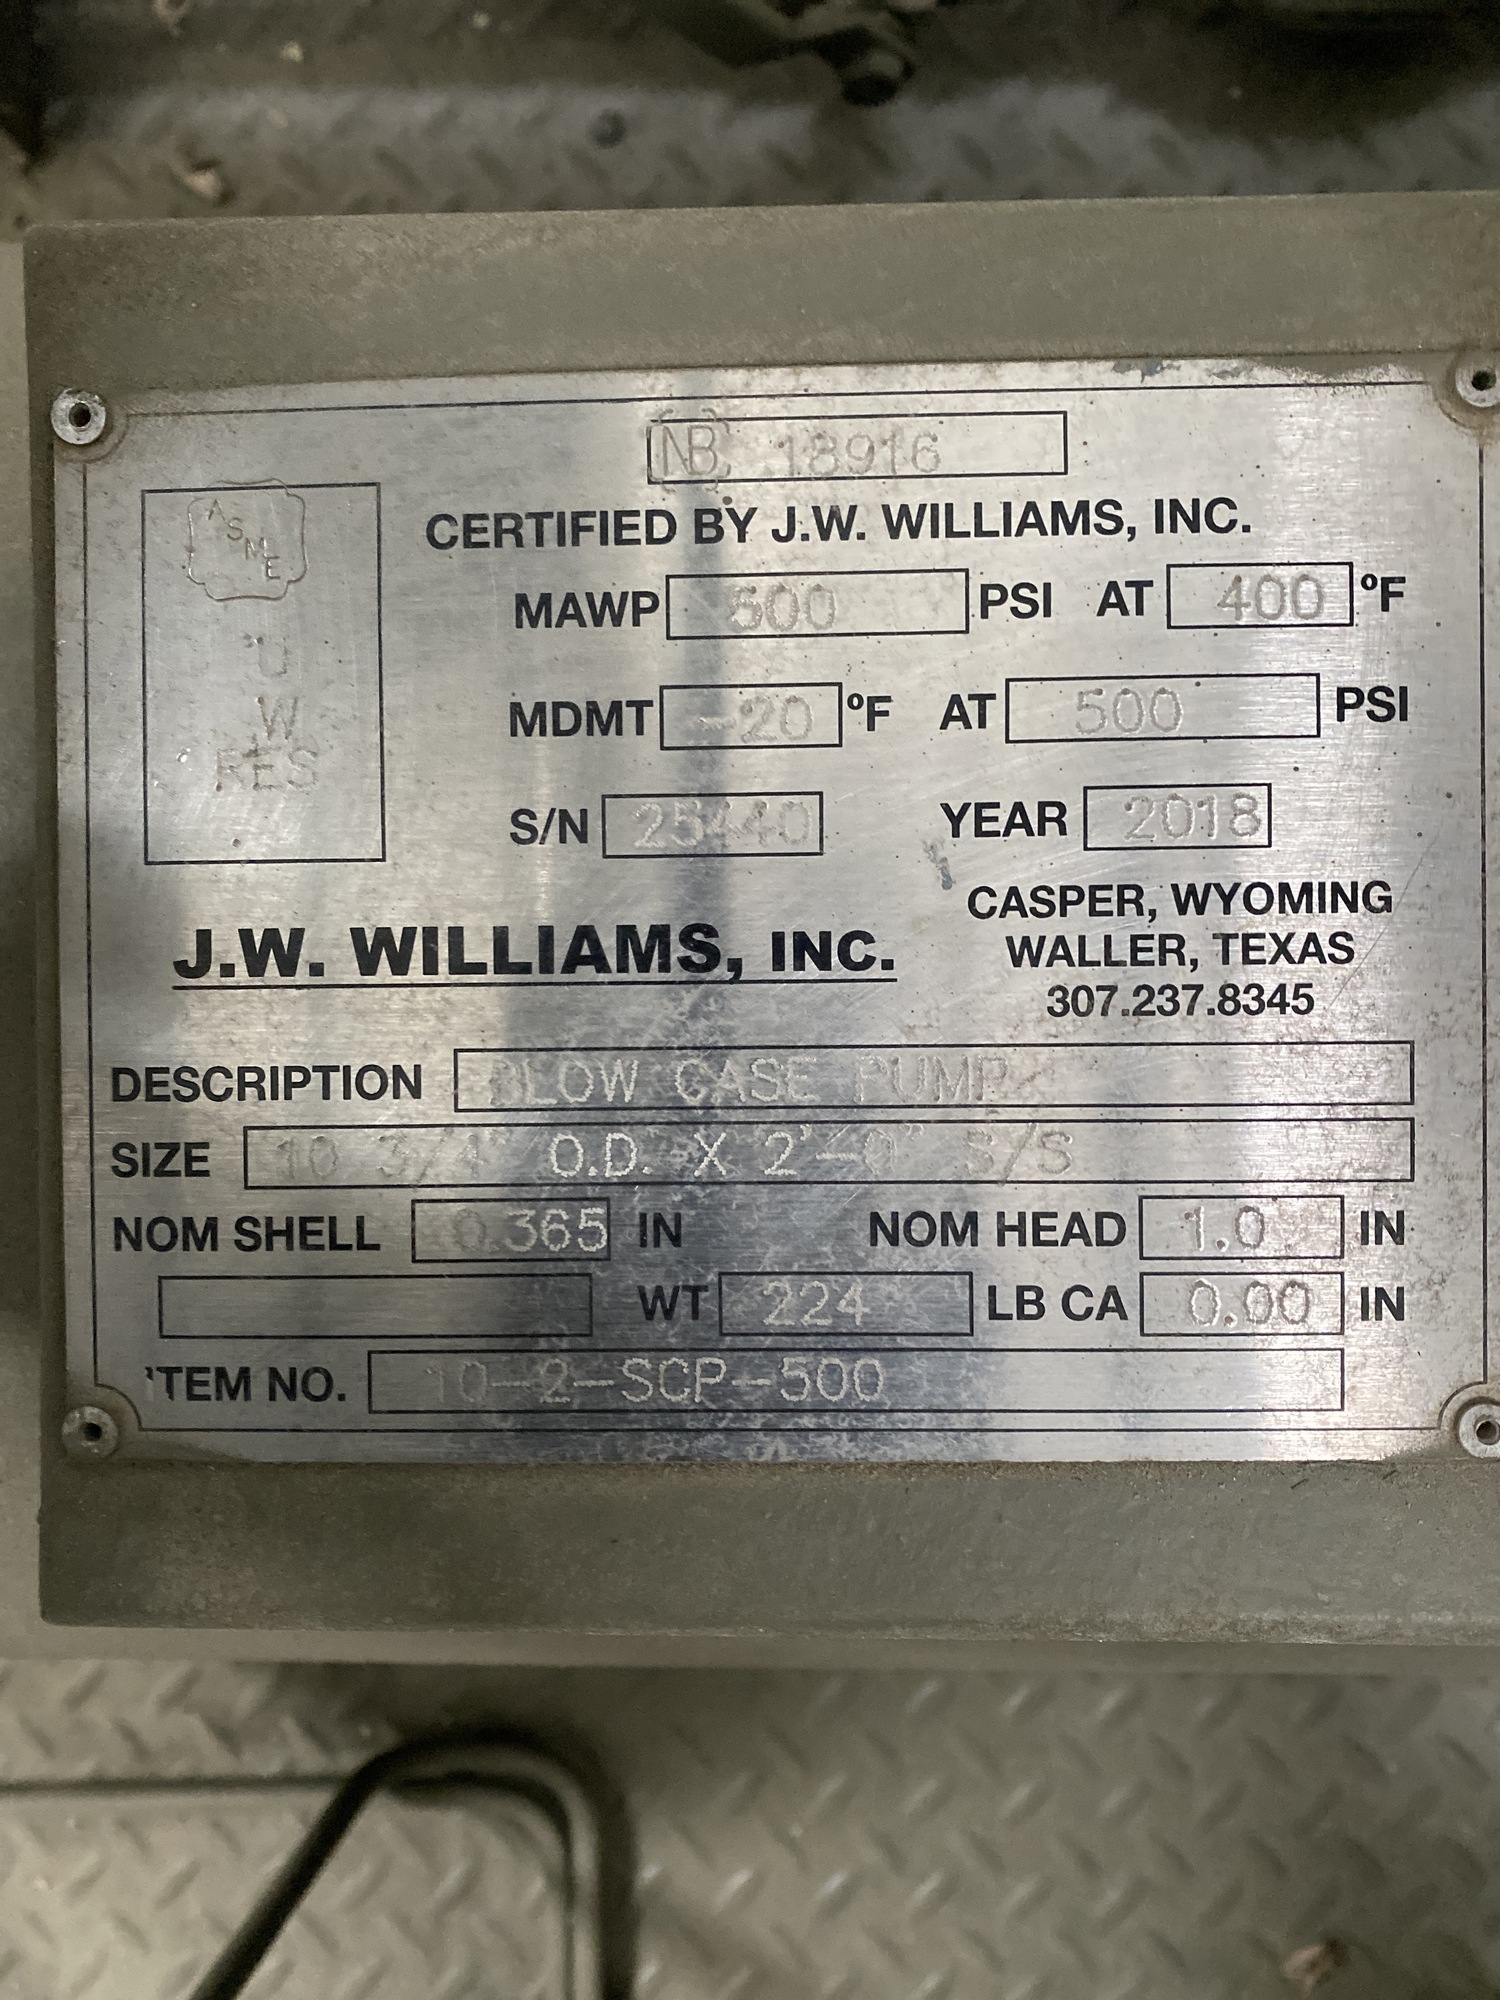 NB 18916
ASME
U
W
RES
CERTIFIED BY J.W. WILLIAMS, INC.
MAWP 500 PSI AT 400 ºF
MDMT -20 ºF AT 500 PSI
S/N 25440 YEAR 2018
J.W. WILLIAMS, INC.
CASPER, WYOMING
WALLER, TEXAS
307.237.8345
DESCRIPTION BLOW CASE PUMP
SIZE 10 3/4" O.D. X 2'-0" S/S
NOM SHELL 0.365 IN NOM HEAD 1.0 IN
WT 224 LB CA 0.00 IN
ITEM NO. 10-2-SCP-500